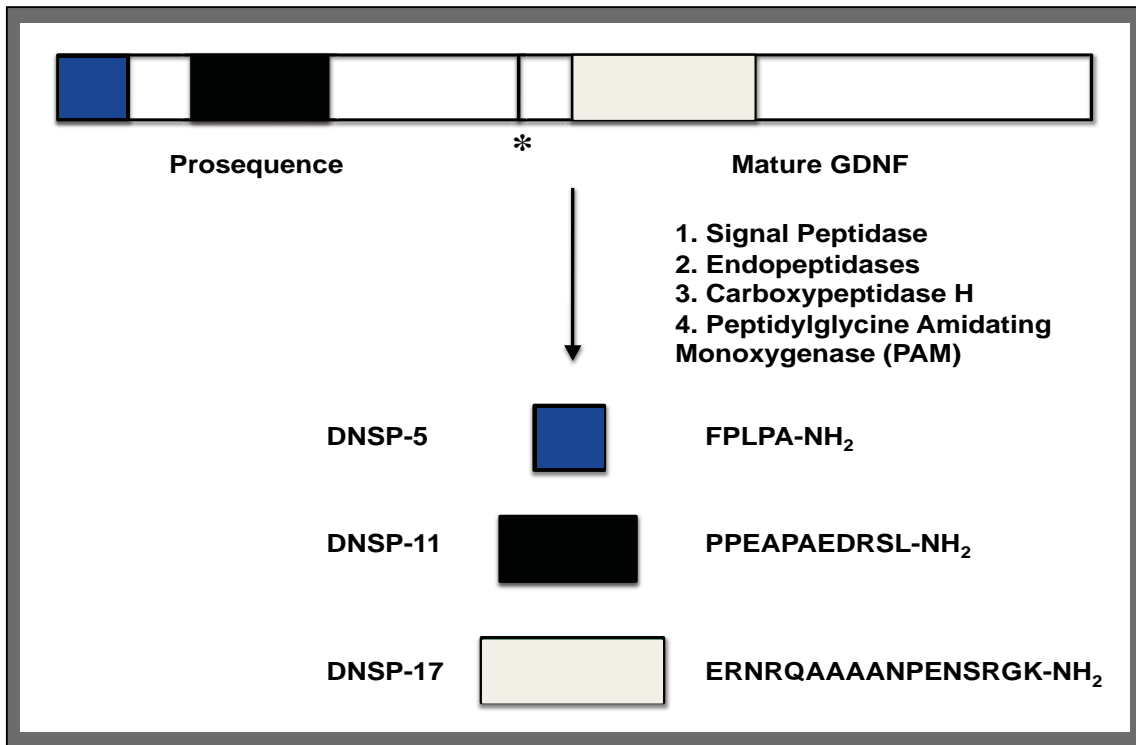 *
Prosequence Mature GDNF
1. Signal Peptidase
2. Endopeptidases
3. Carboxypeptidase H
4. Peptidylglycine Amidating
Monoxygenase (PAM)
DNSP-5 FPLPA-NH₂
DNSP-11 PPEAPAEDRSL-NH₂
DNSP-17 ERNRQAAAANPENSRGK-NH₂